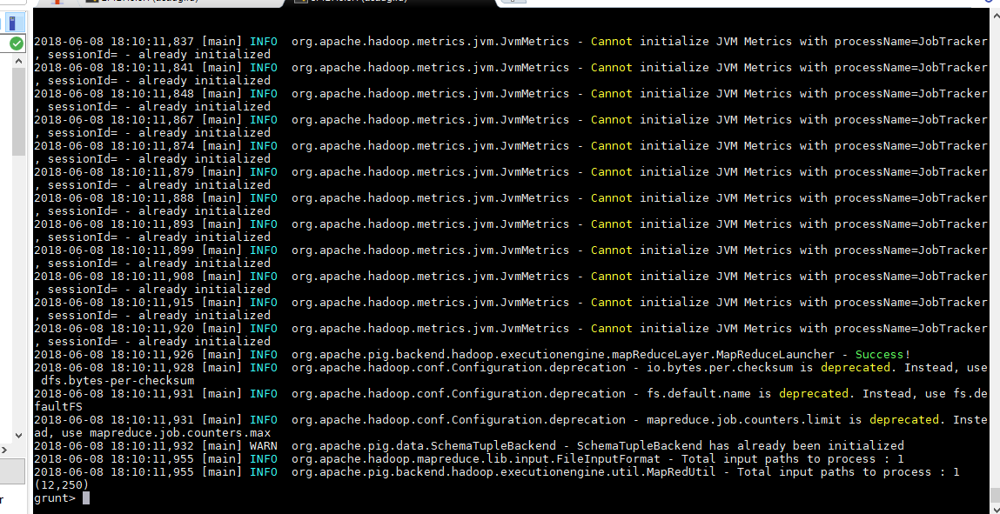 2018-06-08 18:10:11,837 [main] INFO  org.apache.hadoop.metrics.jvm.JvmMetrics - Cannot initialize JVM Metrics with processName=JobTracker
, sessionId= - already initialized
2018-06-08 18:10:11,841 [main] INFO  org.apache.hadoop.metrics.jvm.JvmMetrics - Cannot initialize JVM Metrics with processName=JobTracker
, sessionId= - already initialized
2018-06-08 18:10:11,848 [main] INFO  org.apache.hadoop.metrics.jvm.JvmMetrics - Cannot initialize JVM Metrics with processName=JobTracker
, sessionId= - already initialized
2018-06-08 18:10:11,867 [main] INFO  org.apache.hadoop.metrics.jvm.JvmMetrics - Cannot initialize JVM Metrics with processName=JobTracker
, sessionId= - already initialized
2018-06-08 18:10:11,874 [main] INFO  org.apache.hadoop.metrics.jvm.JvmMetrics - Cannot initialize JVM Metrics with processName=JobTracker
, sessionId= - already initialized
2018-06-08 18:10:11,879 [main] INFO  org.apache.hadoop.metrics.jvm.JvmMetrics - Cannot initialize JVM Metrics with processName=JobTracker
, sessionId= - already initialized
2018-06-08 18:10:11,888 [main] INFO  org.apache.hadoop.metrics.jvm.JvmMetrics - Cannot initialize JVM Metrics with processName=JobTracker
, sessionId= - already initialized
2018-06-08 18:10:11,893 [main] INFO  org.apache.hadoop.metrics.jvm.JvmMetrics - Cannot initialize JVM Metrics with processName=JobTracker
, sessionId= - already initialized
2018-06-08 18:10:11,899 [main] INFO  org.apache.hadoop.metrics.jvm.JvmMetrics - Cannot initialize JVM Metrics with processName=JobTracker
, sessionId= - already initialized
2018-06-08 18:10:11,908 [main] INFO  org.apache.hadoop.metrics.jvm.JvmMetrics - Cannot initialize JVM Metrics with processName=JobTracker
, sessionId= - already initialized
2018-06-08 18:10:11,915 [main] INFO  org.apache.hadoop.metrics.jvm.JvmMetrics - Cannot initialize JVM Metrics with processName=JobTracker
, sessionId= - already initialized
2018-06-08 18:10:11,920 [main] INFO  org.apache.hadoop.metrics.jvm.JvmMetrics - Cannot initialize JVM Metrics with processName=JobTracker
, sessionId= - already initialized
2018-06-08 18:10:11,926 [main] INFO  org.apache.pig.backend.hadoop.executionengine.mapReduceLayer.MapReduceLauncher - Success!
2018-06-08 18:10:11,928 [main] INFO  org.apache.hadoop.conf.Configuration.deprecation - io.bytes.per.checksum is deprecated. Instead, use
 dfs.bytes-per-checksum
2018-06-08 18:10:11,931 [main] INFO  org.apache.hadoop.conf.Configuration.deprecation - fs.default.name is deprecated. Instead, use fs.de
faultFS
2018-06-08 18:10:11,931 [main] INFO  org.apache.hadoop.conf.Configuration.deprecation - mapreduce.job.counters.limit is deprecated. Inste
ad, use mapreduce.job.counters.max
2018-06-08 18:10:11,932 [main] WARN  org.apache.pig.data.SchemaTupleBackend - SchemaTupleBackend has already been initialized
2018-06-08 18:10:11,955 [main] INFO  org.apache.hadoop.mapreduce.lib.input.FileInputFormat - Total input paths to process : 1
2018-06-08 18:10:11,955 [main] INFO  org.apache.pig.backend.hadoop.executionengine.util.MapRedUtil - Total input paths to process : 1
(12,250)
grunt>